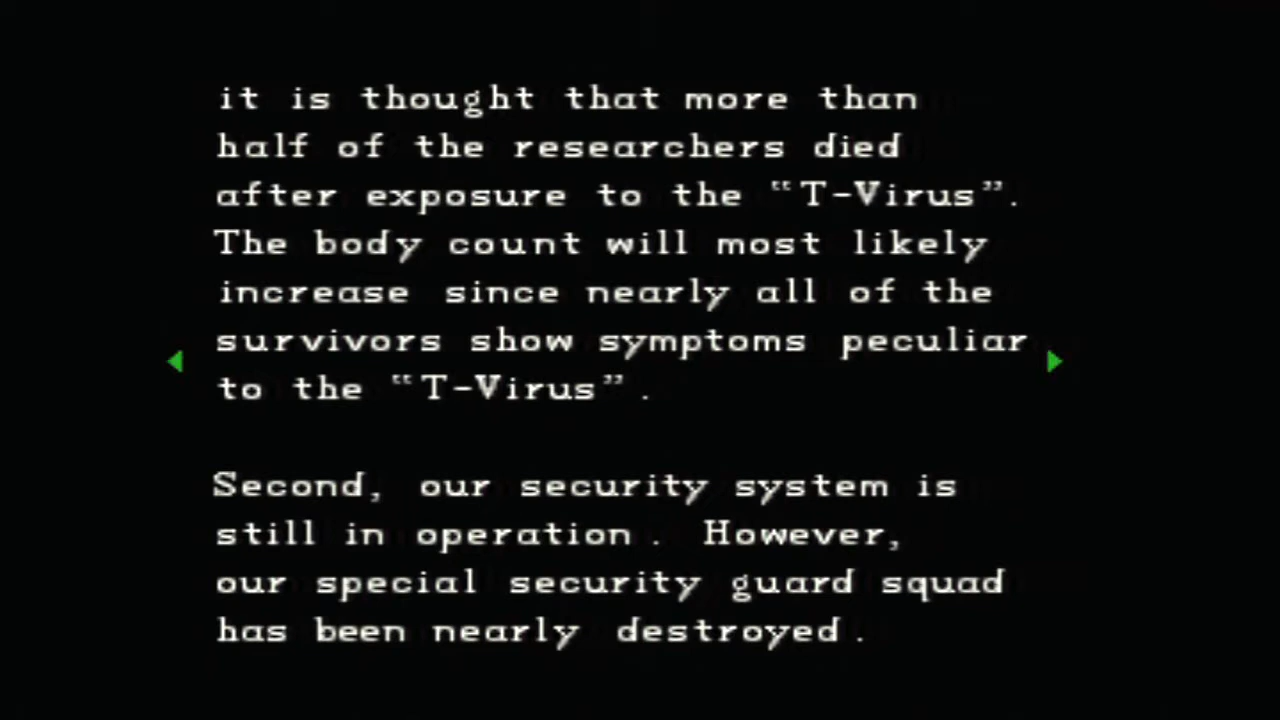 it is thought that more than
half of the researchers died
after exposure to the “T-Virus”.
The body count will most likely
increase since nearly all of the
survivors show symptoms peculiar
to the “T-Virus”.
Second, our security system is
still in operation. However,
our special security guard squad
has been nearly destroyed.